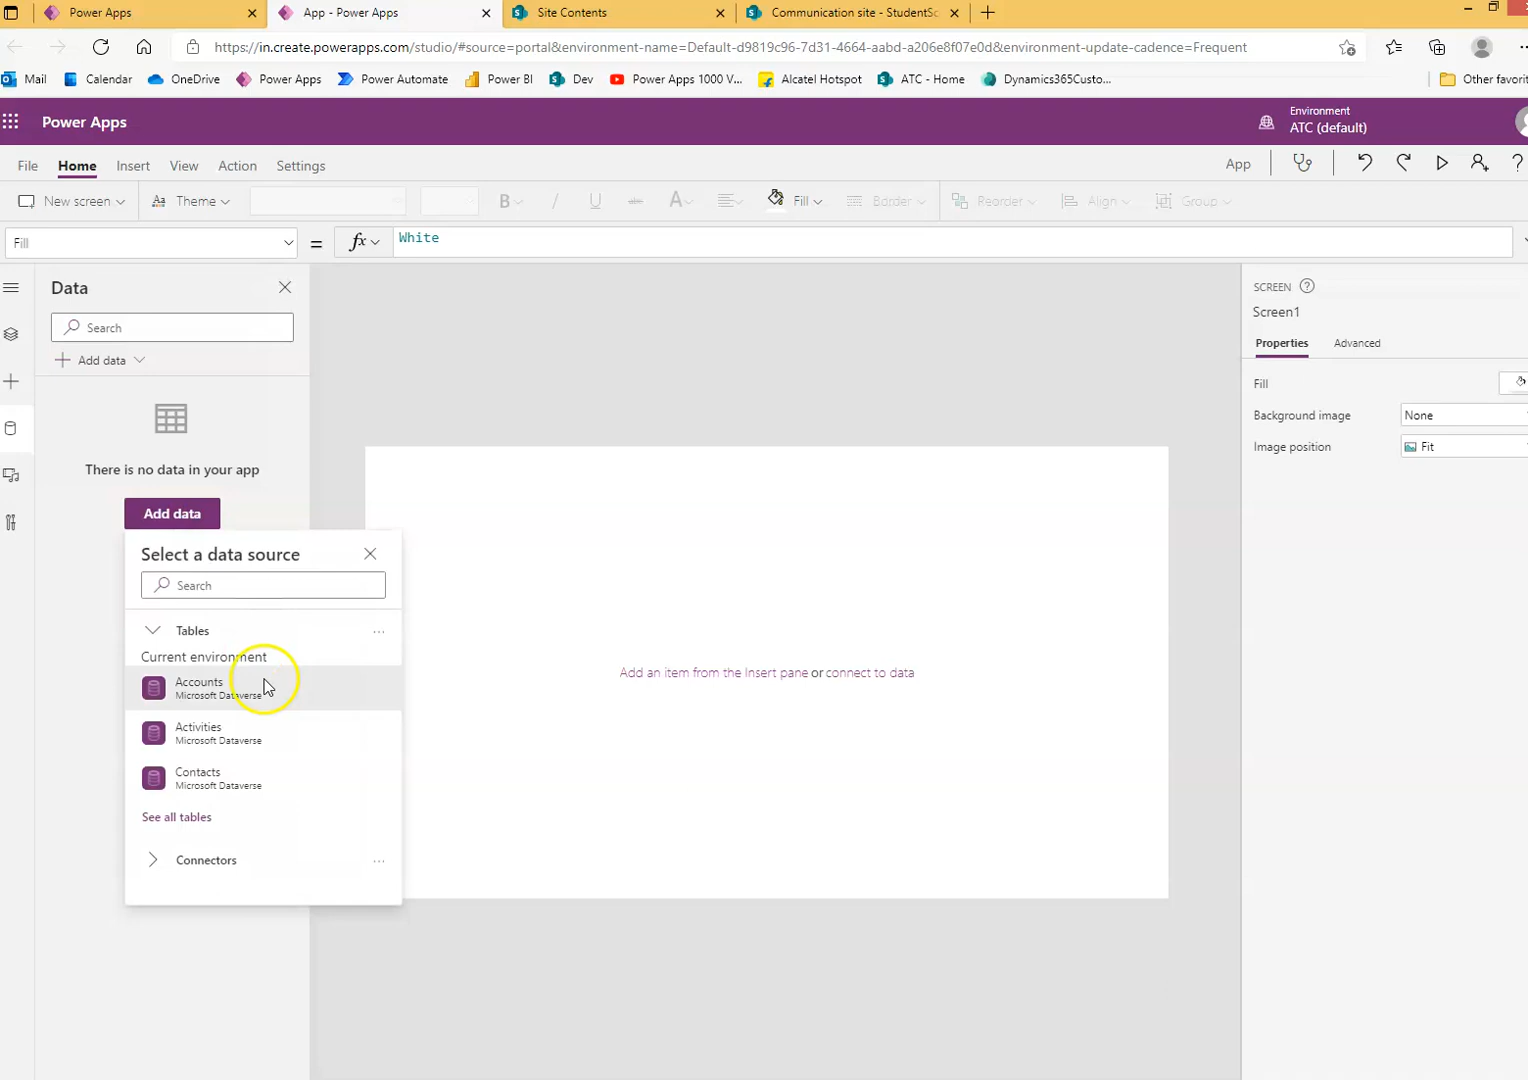 Power Apps
App - Power Apps
Site Contents
Communication site - StudentSc
https://in.create.powerapps.com/studio/#source=portal&environment-name=Default-d9819c96-7d31-4664-aabd-a206e8f07e0d&environment-update-cadence=Frequent
Mail
Calendar
OneDrive
Power Apps
Power Automate
Power BI
Dev
Power Apps 1000 V...
Alcatel Hotspot
ATC - Home
Dynamics365Custo...
Other favorit
Power Apps
Environment
ATC (default)
File
Home
Insert
View
Action
Settings
App
?
New screen
Aa
Theme
B
/
U
abc
A
Fill
Border
Reorder
Align
Group
Fill
=
fx
White
Data
Search
Add data
There is no data in your app
Add data
Select a data source
Search
Tables
...
Current environment
Accounts
Microsoft Dataverse
Activities
Microsoft Dataverse
Contacts
Microsoft Dataverse
See all tables
Connectors
...
Add an item from the Insert pane or connect to data
SCREEN ?
Screen1
Properties
Advanced
Fill
Background image
None
Image position
Fit